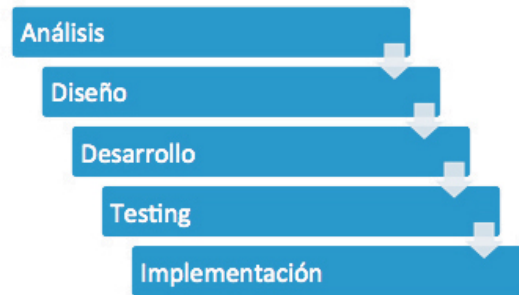 Análisis
Diseño
Desarrollo
Testing
Implementación